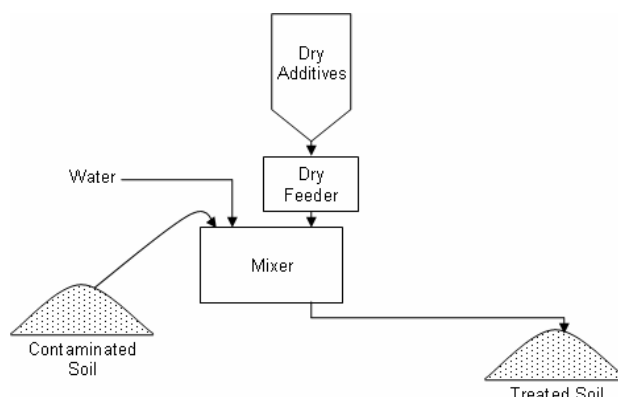 Dry
Additives
Dry
Feeder
Water
Mixer
Contaminated
Soil
Treated Soil